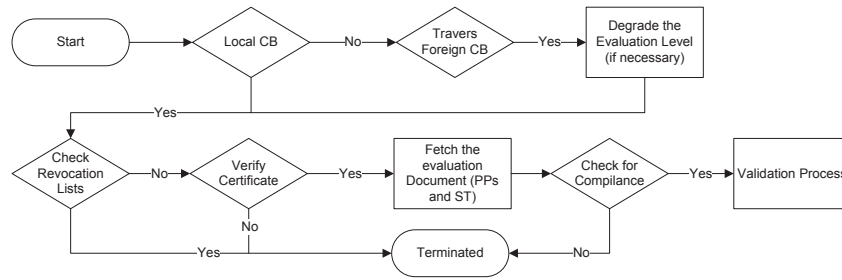 Start
Local CB
No
Travers
Foreign CB
Yes
Degrade the
Evaluation Level
(if necessary)
Yes
Check
Revocation
Lists
No
Verify
Certificate
Yes
Fetch the
evaluation
Document (PPs
and ST)
Check for
Compilance
Yes
Validation Process
No
Yes
Terminated
No